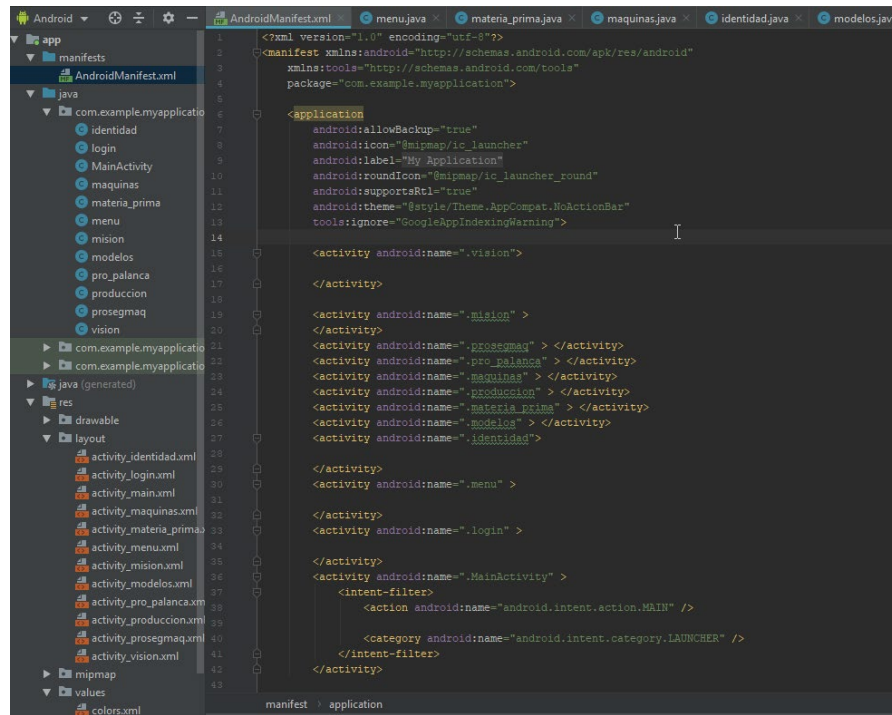 Android
app
manifests
AndroidManifest.xml
java
com.example.myapplicatio
identidad
login
MainActivity
maquinas
materia_prima
menu
mision
modelos
pro_palanca
produccion
prosegmaq
vision
com.example.myapplicatio
com.example.myapplicatio
java (generated)
res
drawable
layout
activity_identidad.xml
activity_login.xml
activity_main.xml
activity_maquinas.xml
activity_materia_prima.x
activity_menu.xml
activity_mision.xml
activity_modelos.xml
activity_pro_palanca.xm
activity_produccion.xml
activity_prosegmaq.xml
activity_vision.xml
mipmap
values
colors.xml
AndroidManifest.xml × menu.java × materia_prima.java × maquinas.java × identidad.java × modelos.jav
1 <?xml version="1.0" encoding="utf-8"?>
2 <manifest xmlns:android="http://schemas.android.com/apk/res/android"
3 xmlns:tools="http://schemas.android.com/tools"
4 package="com.example.myapplication">
5
6 <application
7 android:allowBackup="true"
8 android:icon="@mipmap/ic_launcher"
9 android:label="My Application"
10 android:roundIcon="@mipmap/ic_launcher_round"
11 android:supportsRtl="true"
12 android:theme="@style/Theme.AppCompat.NoActionBar"
13 tools:ignore="GoogleAppIndexingWarning">
14
15 <activity android:name=".vision">
16
17 </activity>
18
19 <activity android:name=".mision" >
20 </activity>
21 <activity android:name=".prosegmaq" > </activity>
22 <activity android:name=".pro_palanca" > </activity>
23 <activity android:name=".maquinas" > </activity>
24 <activity android:name=".produccion" > </activity>
25 <activity android:name=".materia_prima" > </activity>
26 <activity android:name=".modelos" > </activity>
27 <activity android:name=".identidad">
28
29 </activity>
30 <activity android:name=".menu" >
31
32 </activity>
33 <activity android:name=".login" >
34
35 </activity>
36 <activity android:name=".MainActivity" >
37 <intent-filter>
38 <action android:name="android.intent.action.MAIN" />
39
40 <category android:name="android.intent.category.LAUNCHER" />
41 </intent-filter>
42 </activity>
43
manifest › application